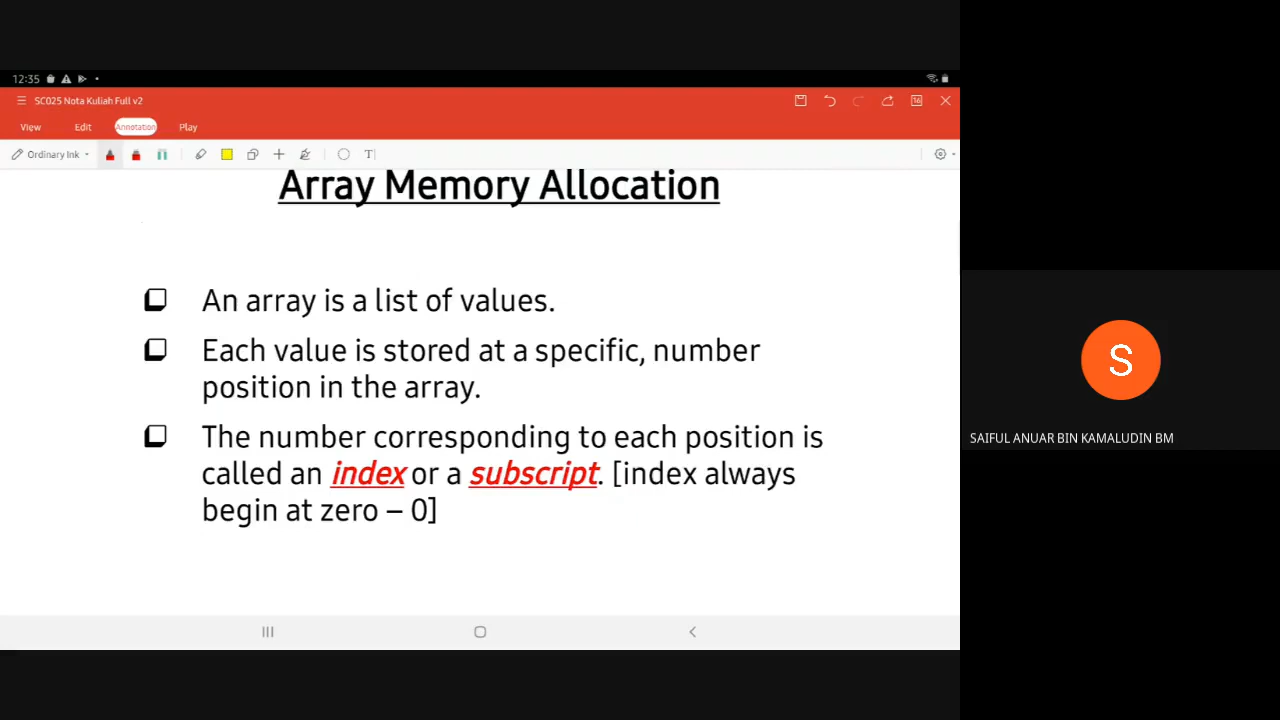 12:35
SC025 Nota Kuliah Full v2
16
View Edit Annotation Play
Ordinary Ink T
Array Memory Allocation
An array is a list of values.
Each value is stored at a specific, number
position in the array.
The number corresponding to each position is
called an index or a subscript. [index always
begin at zero – 0]
S
SAIFUL ANUAR BIN KAMALUDIN BM